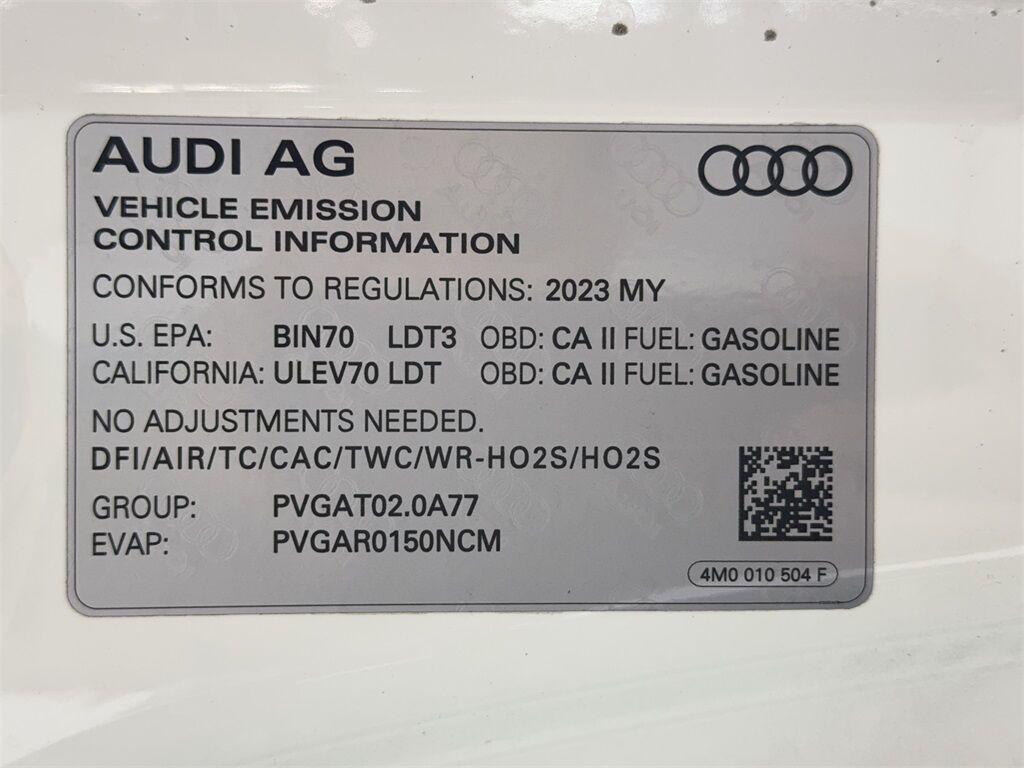 AUDI AG
VEHICLE EMISSION
CONTROL INFORMATION
CONFORMS TO REGULATIONS: 2023 MY
U.S. EPA: BIN70 LDT3 OBD: CA II FUEL: GASOLINE
CALIFORNIA: ULEV70 LDT OBD: CA II FUEL: GASOLINE
NO ADJUSTMENTS NEEDED.
DFI/AIR/TC/CAC/TWC/WR-HO2S/HO2S
GROUP: PVGAT02.0A77
EVAP: PVGAR0150NCM
4M0 010 504 F